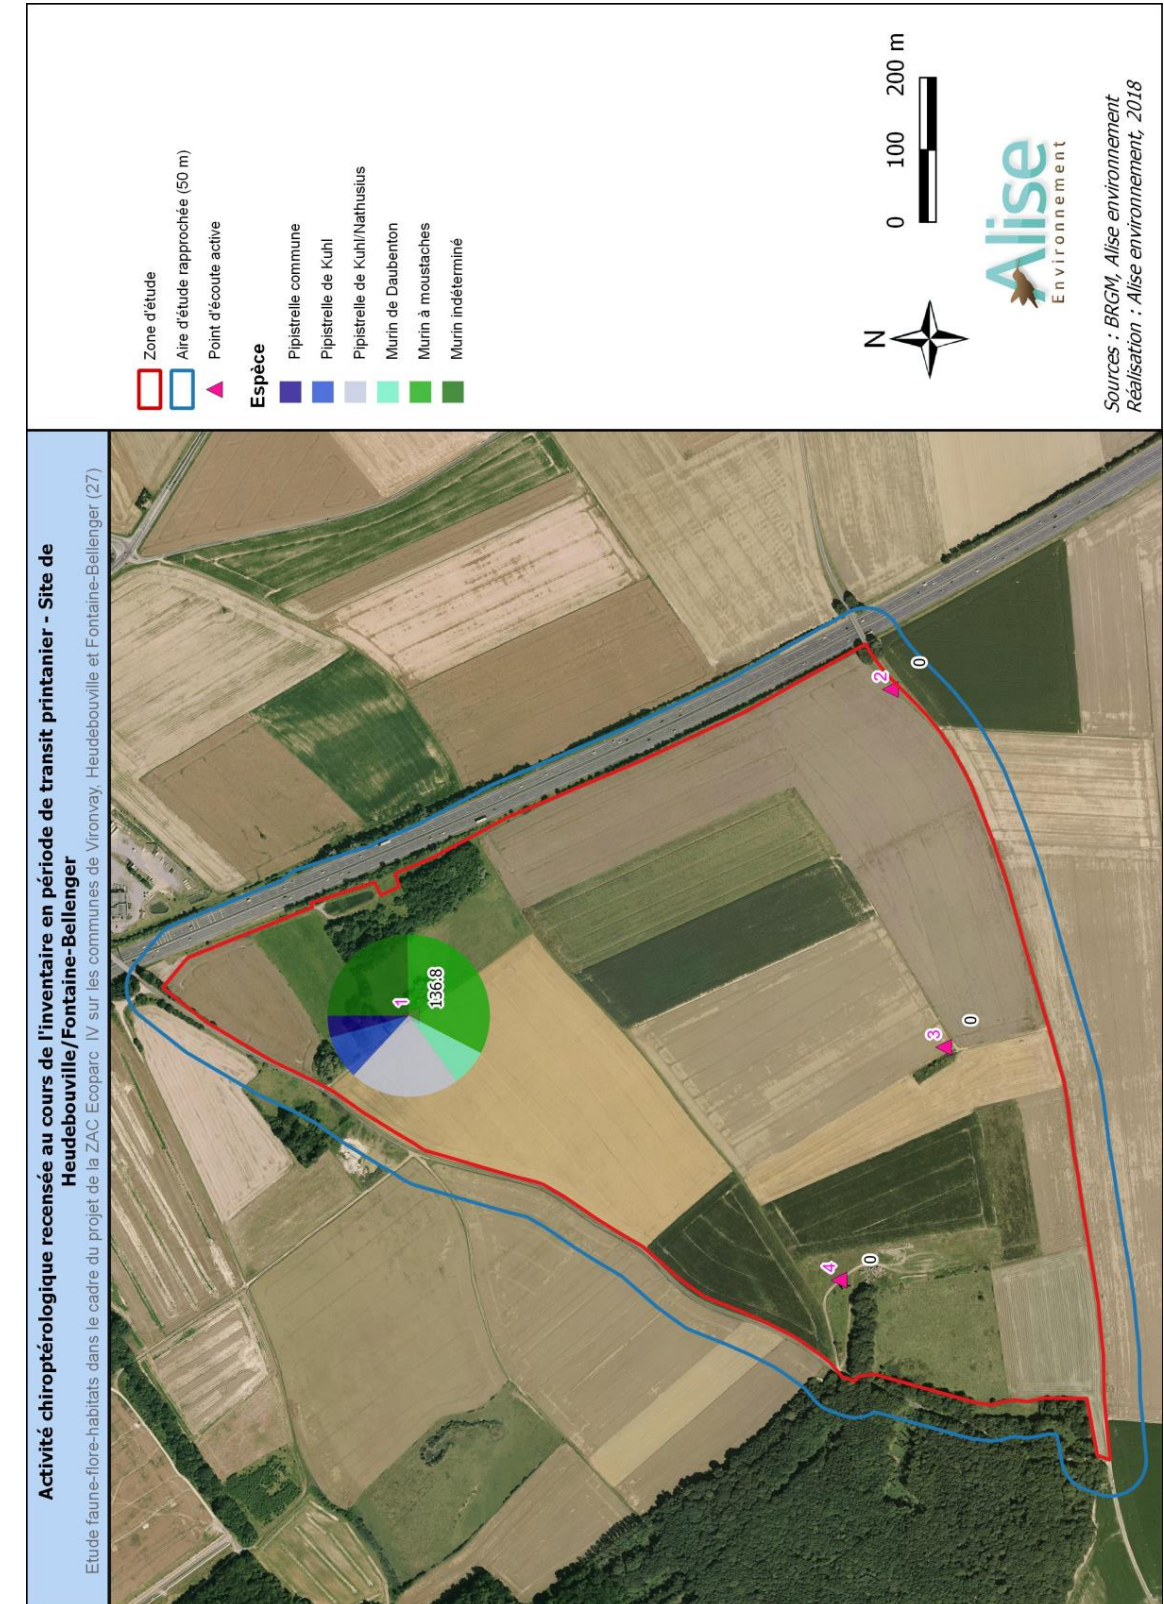 Activité chiroptérologique recensée au cours de l'inventaire en période de transit printanier - Site de
Heudebouville/Fontaine-Bellenger
Etude faune-flore-habitats dans le cadre du projet de la ZAC Ecoparc IV sur les communes de Vironvay, Heudebouville et Fontaine-Bellenger (27)
1
136.8
2
0
3
0
4
0
Zone d'étude
Aire d'étude rapprochée (50 m)
Point d'écoute active
Espèce
Pipistrelle commune
Pipistrelle de Kuhl
Pipistrelle de Kuhl/Nathusius
Murin de Daubenton
Murin à moustaches
Murin indéterminé
N
0 100 200 m
Alise
Environnement
Sources : BRGM, Alise environnement
Réalisation : Alise environnement, 2018